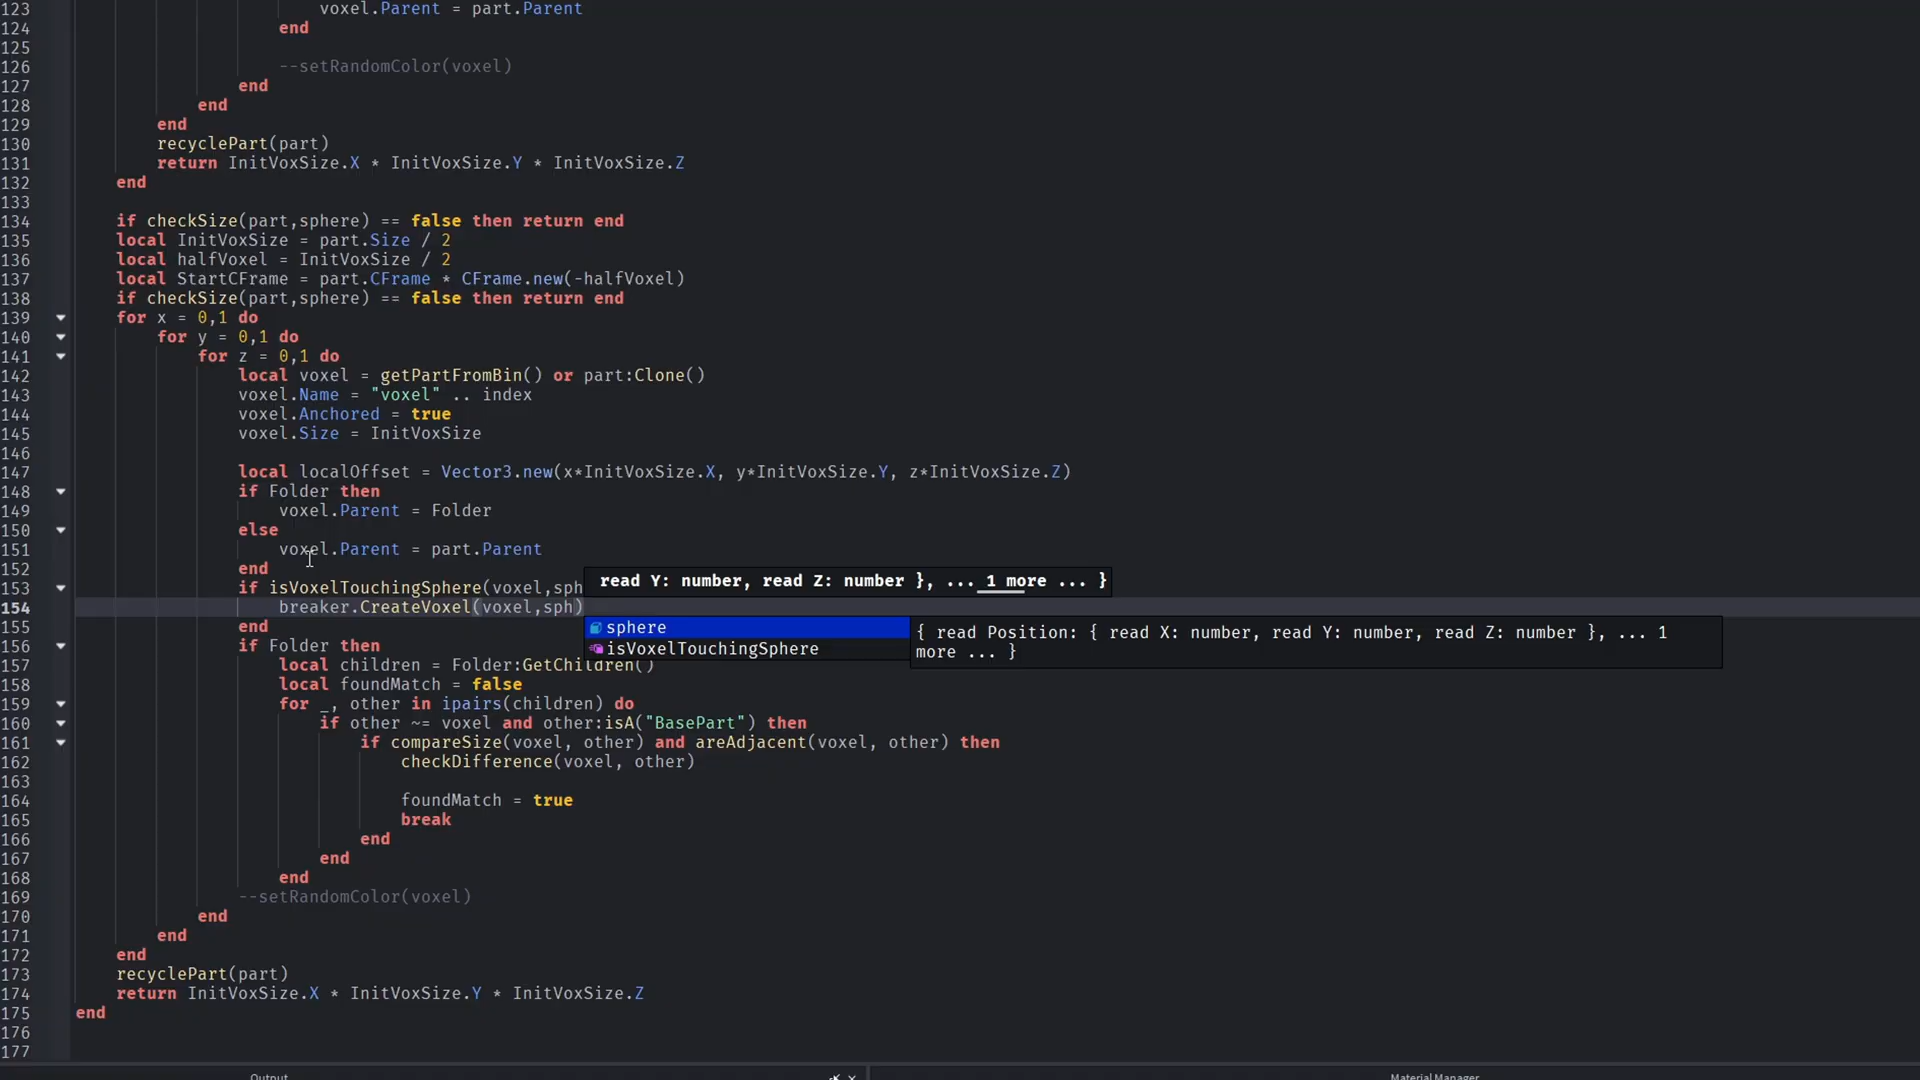 123 voxel.Parent = part.Parent
124 end
125
126 --setRandomColor(voxel)
127 end
128 end
129 end
130 recyclePart(part)
131 return InitVoxSize.X * InitVoxSize.Y * InitVoxSize.Z
132 end
133
134 if checkSize(part,sphere) == false then return end
135 local InitVoxSize = part.Size / 2
136 local halfVoxel = InitVoxSize / 2
137 local StartCFrame = part.CFrame * CFrame.new(-halfVoxel)
138 if checkSize(part,sphere) == false then return end
139 for x = 0,1 do
140 for y = 0,1 do
141 for z = 0,1 do
142 local voxel = getPartFromBin() or part:Clone()
143 voxel.Name = "voxel" .. index
144 voxel.Anchored = true
145 voxel.Size = InitVoxSize
146
147 local localOffset = Vector3.new(x*InitVoxSize.X, y*InitVoxSize.Y, z*InitVoxSize.Z)
148 if Folder then
149 voxel.Parent = Folder
150 else
151 voxel.Parent = part.Parent
152 end
153 if isVoxelTouchingSphere(voxel,sph
read Y: number, read Z: number }, ... 1 more ... }
154 breaker.CreateVoxel(voxel,sph)
sphere
isVoxelTouchingSphere
{ read Position: { read X: number, read Y: number, read Z: number }, ... 1
more ... }
155 end
156 if Folder then
157 local children = Folder:GetChildren()
158 local foundMatch = false
159 for _, other in ipairs(children) do
160 if other ~= voxel and other:isA("BasePart") then
161 if compareSize(voxel, other) and areAdjacent(voxel, other) then
162 checkDifference(voxel, other)
163
164 foundMatch = true
165 break
166 end
167 end
168 end
169 --setRandomColor(voxel)
170 end
171 end
172 end
173 recyclePart(part)
174 return InitVoxSize.X * InitVoxSize.Y * InitVoxSize.Z
175 end
176
177
Output
Material Manager